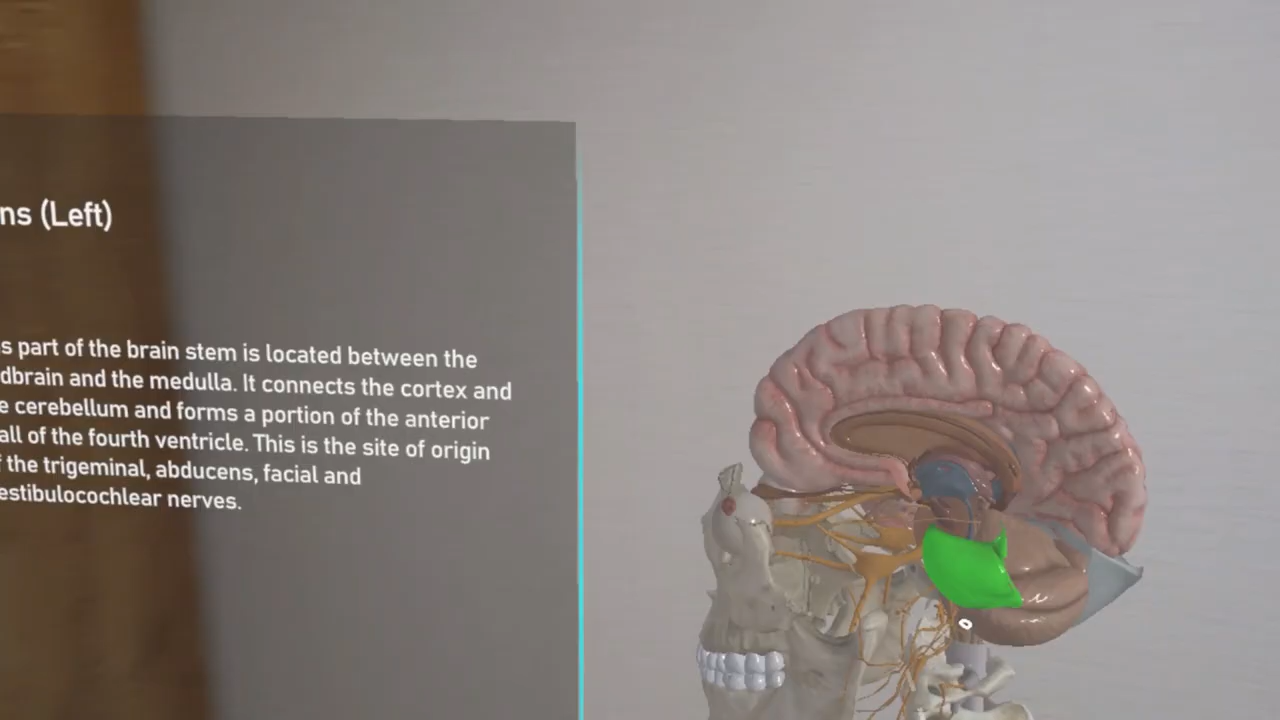 ns (Left)
s part of the brain stem is located between the
dbrain and the medulla. It connects the cortex and
e cerebellum and forms a portion of the anterior
all of the fourth ventricle. This is the site of origin
f the trigeminal, abducens, facial and
estibulocochlear nerves.